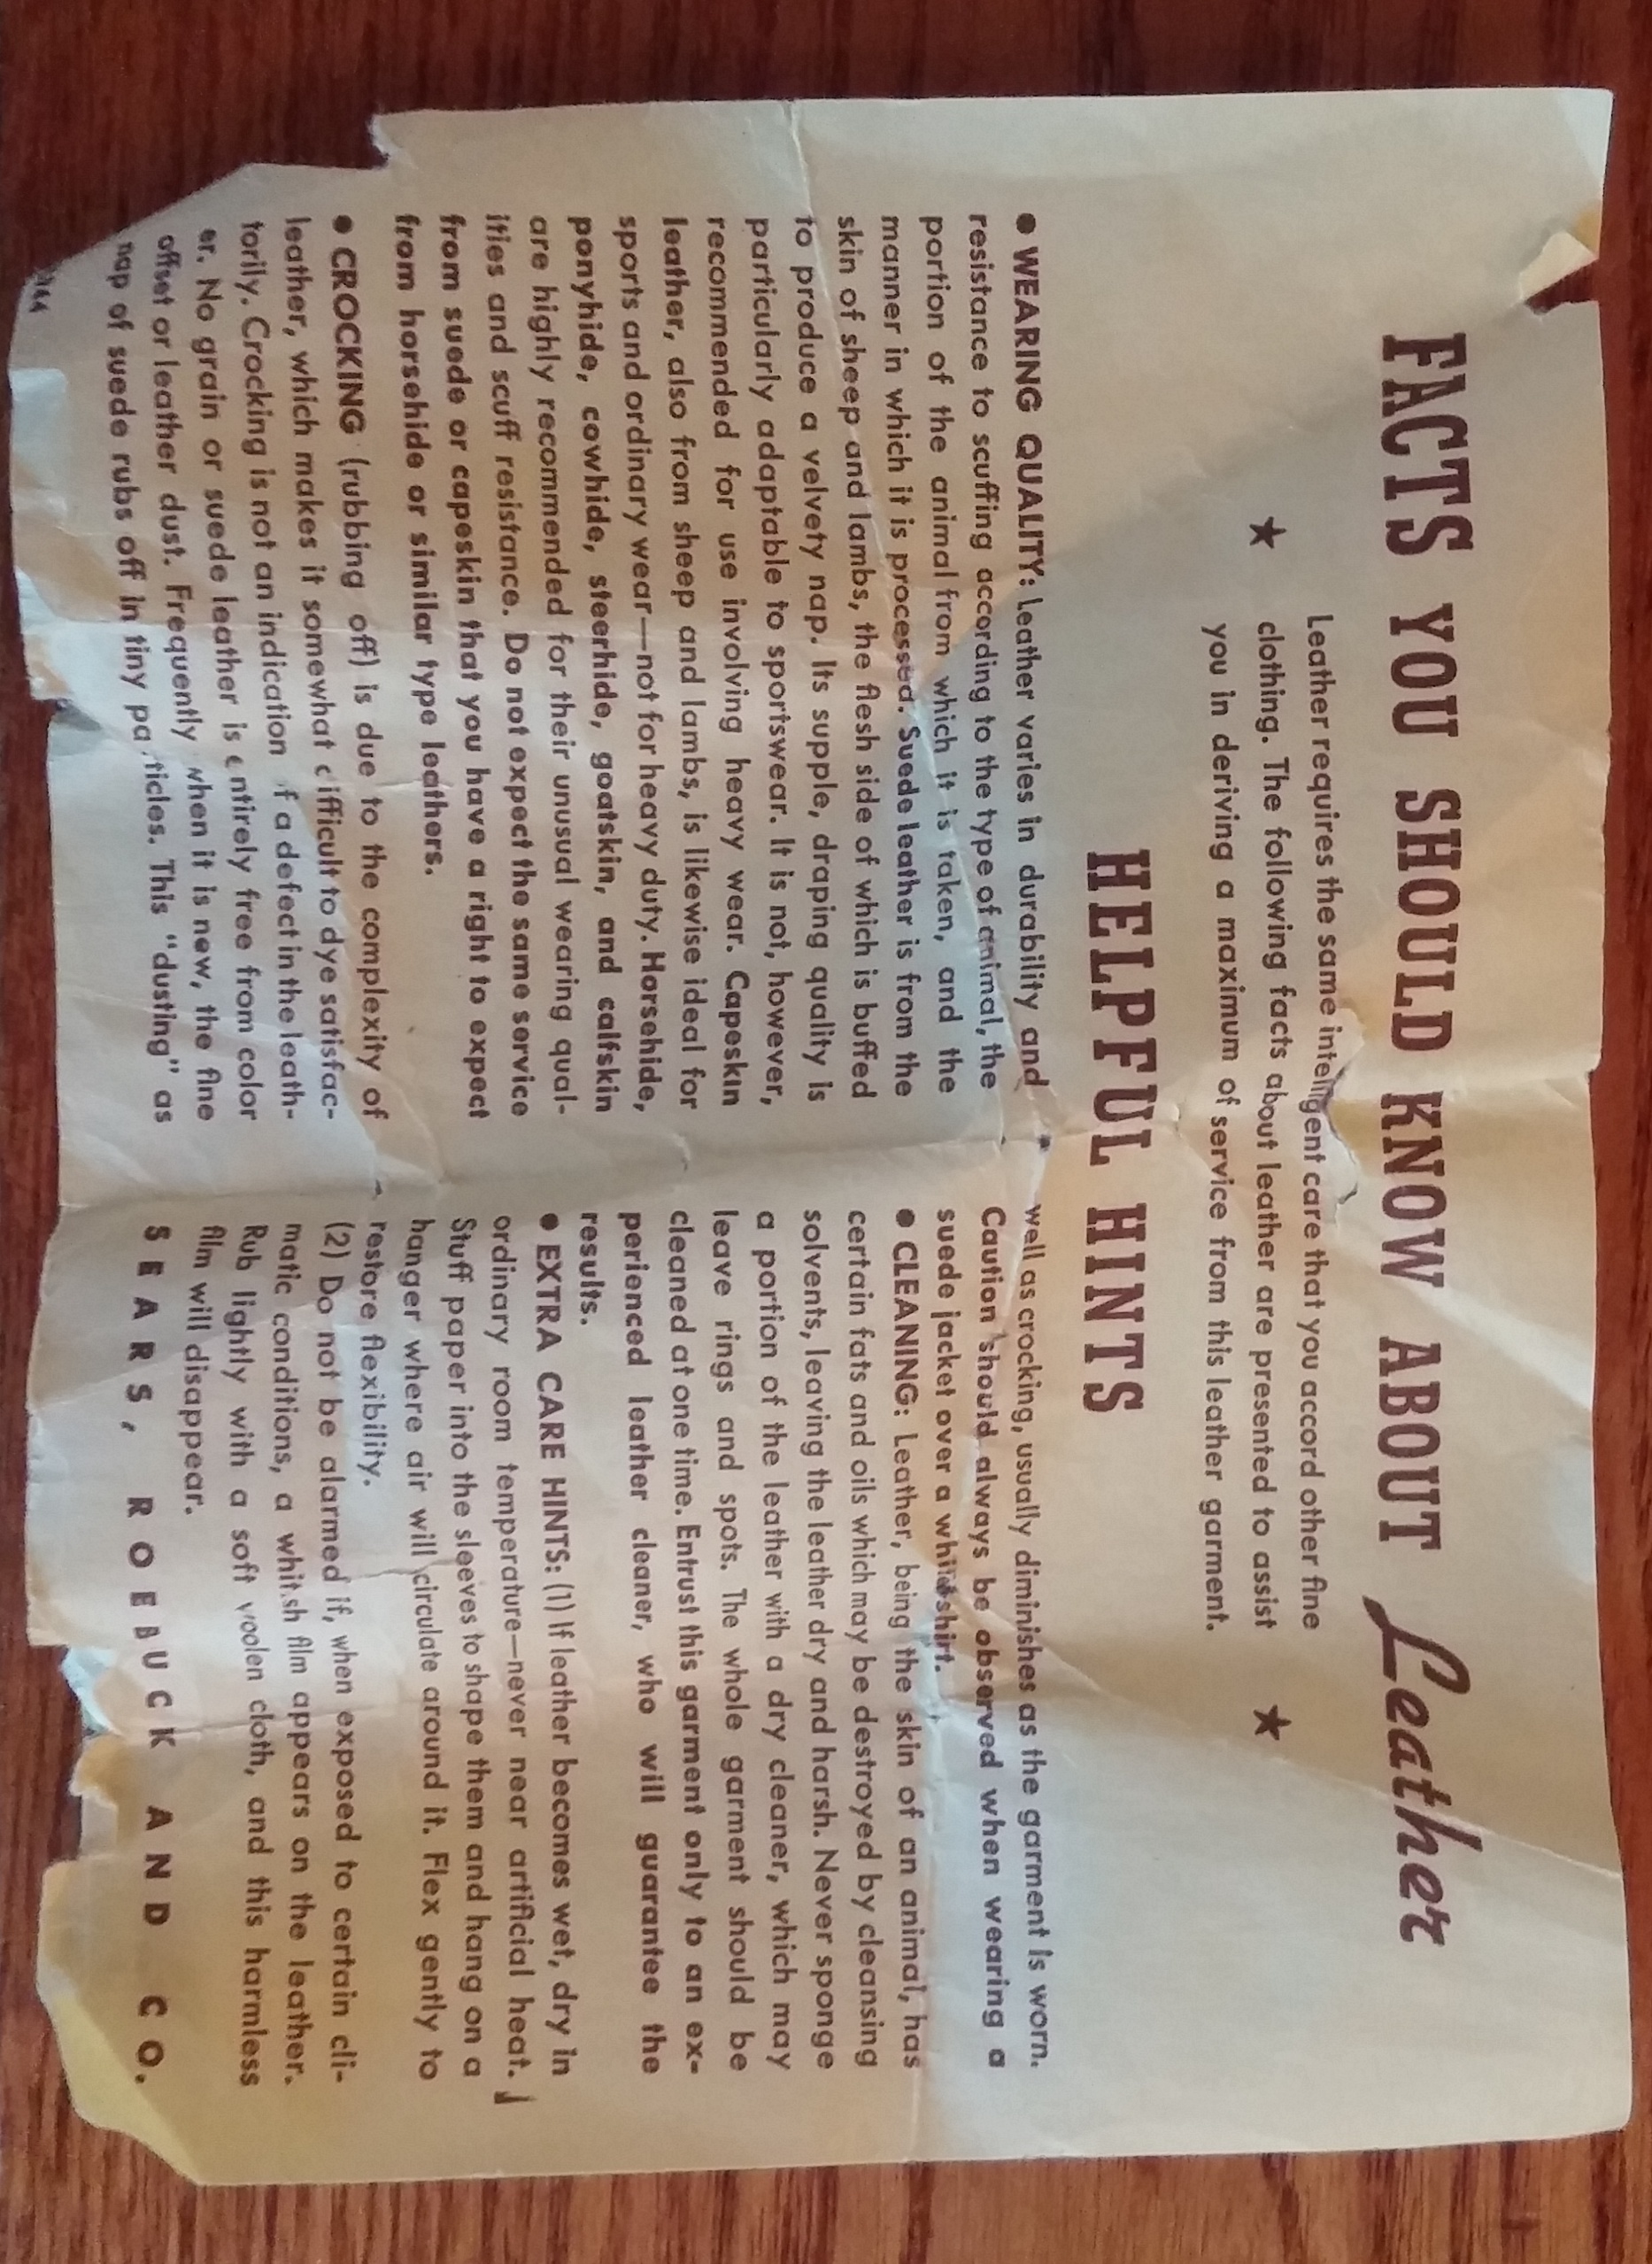 FACTS YOU SHOULD KNOW ABOUT Leather
★ Leather requires the same intelligent care that you accord other fine
clothing. The following facts about leather are presented to assist ★
you in deriving a maximum of service from this leather garment.
HELPFUL HINTS
● WEARING QUALITY: Leather varies in durability and
resistance to scuffing according to the type of animal, the
portion of the animal from which it is taken, and the
manner in which it is processed. Suede leather is from the
skin of sheep and lambs, the flesh side of which is buffed
to produce a velvety nap. Its supple, draping quality is
particularly adaptable to sportswear. It is not, however,
recommended for use involving heavy wear. Capeskin
leather, also from sheep and lambs, is likewise ideal for
sports and ordinary wear—not for heavy duty. Horsehide,
ponyhide, cowhide, steerhide, goatskin, and calfskin
are highly recommended for their unusual wearing qual-
ities and scuff resistance. Do not expect the same service
from suede or capeskin that you have a right to expect
from horsehide or similar type leathers.
● CROCKING (rubbing off) is due to the complexity of
leather, which makes it somewhat difficult to dye satisfac-
torily. Crocking is not an indication of a defect in the leath-
er. No grain or suede leather is entirely free from color
offset or leather dust. Frequently when it is new, the fine
nap of suede rubs off in tiny particles. This "dusting" as
well as crocking, usually diminishes as the garment is worn.
Caution should always be observed when wearing a
suede jacket over a white shirt.
● CLEANING: Leather, being the skin of an animal, has
certain fats and oils which may be destroyed by cleansing
solvents, leaving the leather dry and harsh. Never sponge
a portion of the leather with a dry cleaner, which may
leave rings and spots. The whole garment should be
cleaned at one time. Entrust this garment only to an ex-
perienced leather cleaner, who will guarantee the
results.
● EXTRA CARE HINTS: (1) If leather becomes wet, dry in
ordinary room temperature—never near artificial heat.
Stuff paper into the sleeves to shape them and hang on a
hanger where air will circulate around it. Flex gently to
restore flexibility.
(2) Do not be alarmed if, when exposed to certain cli-
matic conditions, a whitish film appears on the leather.
Rub lightly with a soft woolen cloth, and this harmless
film will disappear.
SEARS, ROEBUCK AND CO.